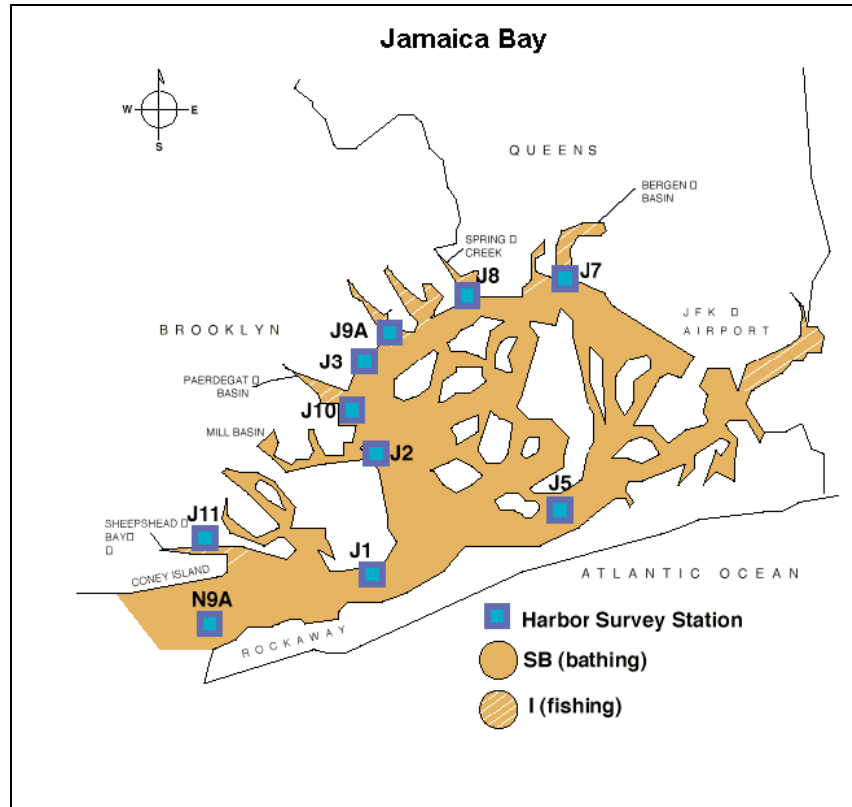 Jamaica Bay
N
W E
S
QUEENS
BERGEN
BASIN
SPRING
CREEK
J8
J7
JFK
AIRPORT
BROOKLYN
J9A
J3
PAERDEGAT
BASIN
J10
MILL BASIN
J2
J5
J11
SHEEPSHEAD
BAY
J1
CONEY ISLAND
ATLANTIC OCEAN
N9A
ROCKAWAY
Harbor Survey Station
SB (bathing)
I (fishing)